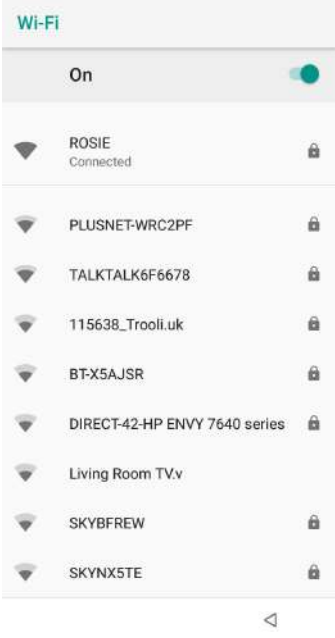 Wi-Fi
On
ROSIE
Connected
PLUSNET-WRC2PF
TALKTALK6F6678
115638_Trooli.uk
BT-X5AJSR
DIRECT-42-HP ENVY 7640 series
Living Room TV.v
SKYBFREW
SKYNX5TE